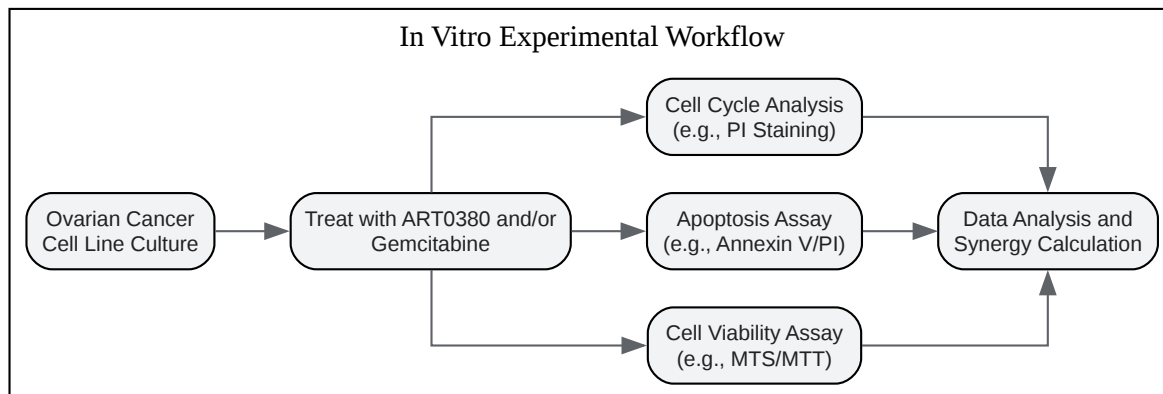 In Vitro Experimental Workflow
Ovarian Cancer
Cell Line Culture
Treat with ART0380 and/or
Gemcitabine
Cell Cycle Analysis
(e.g., PI Staining)
Apoptosis Assay
(e.g., Annexin V/PI)
Cell Viability Assay
(e.g., MTS/MTT)
Data Analysis and
Synergy Calculation